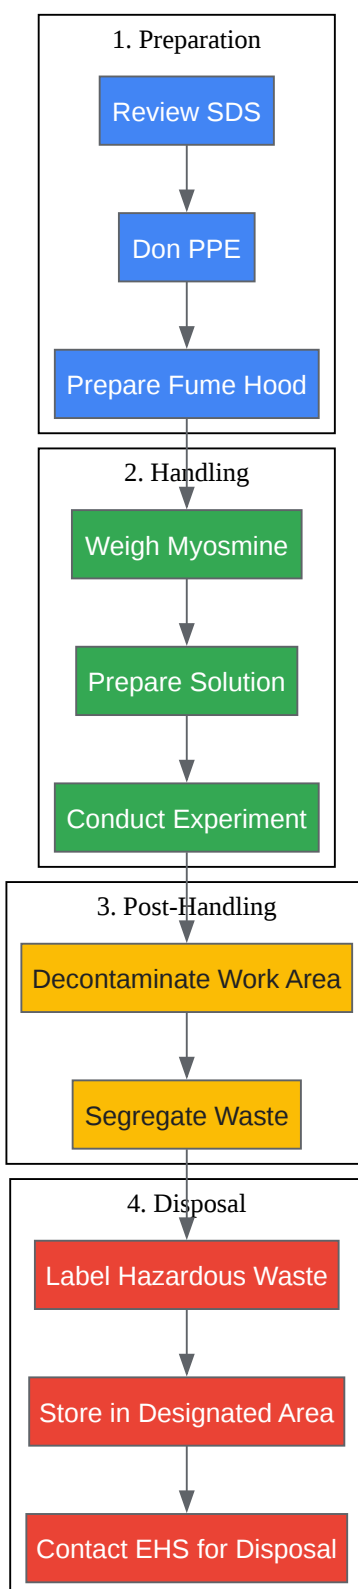 1. Preparation
Review SDS
Don PPE
Prepare Fume Hood
2. Handling
Weigh Myosmine
Prepare Solution
Conduct Experiment
3. Post-Handling
Decontaminate Work Area
Segregate Waste
4. Disposal
Label Hazardous Waste
Store in Designated Area
Contact EHS for Disposal